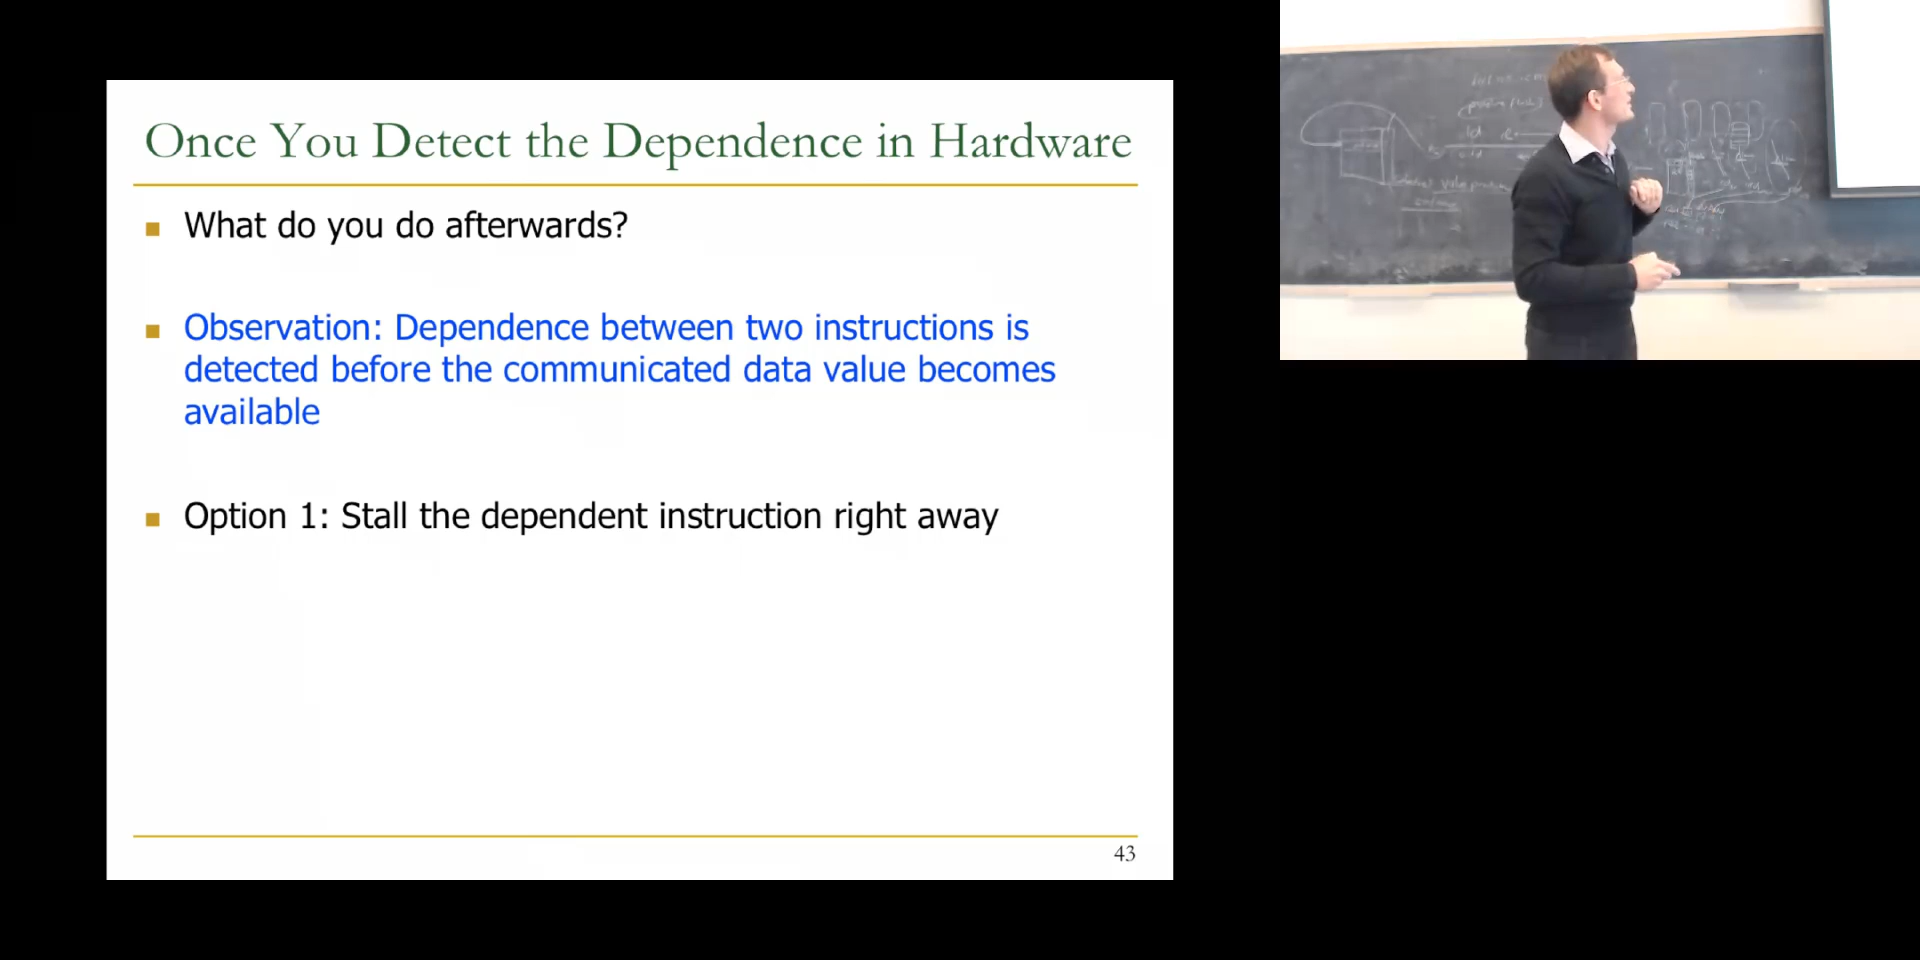 Once You Detect the Dependence in Hardware
What do you do afterwards?
Observation: Dependence between two instructions is
detected before the communicated data value becomes
available
Option 1: Stall the dependent instruction right away
43